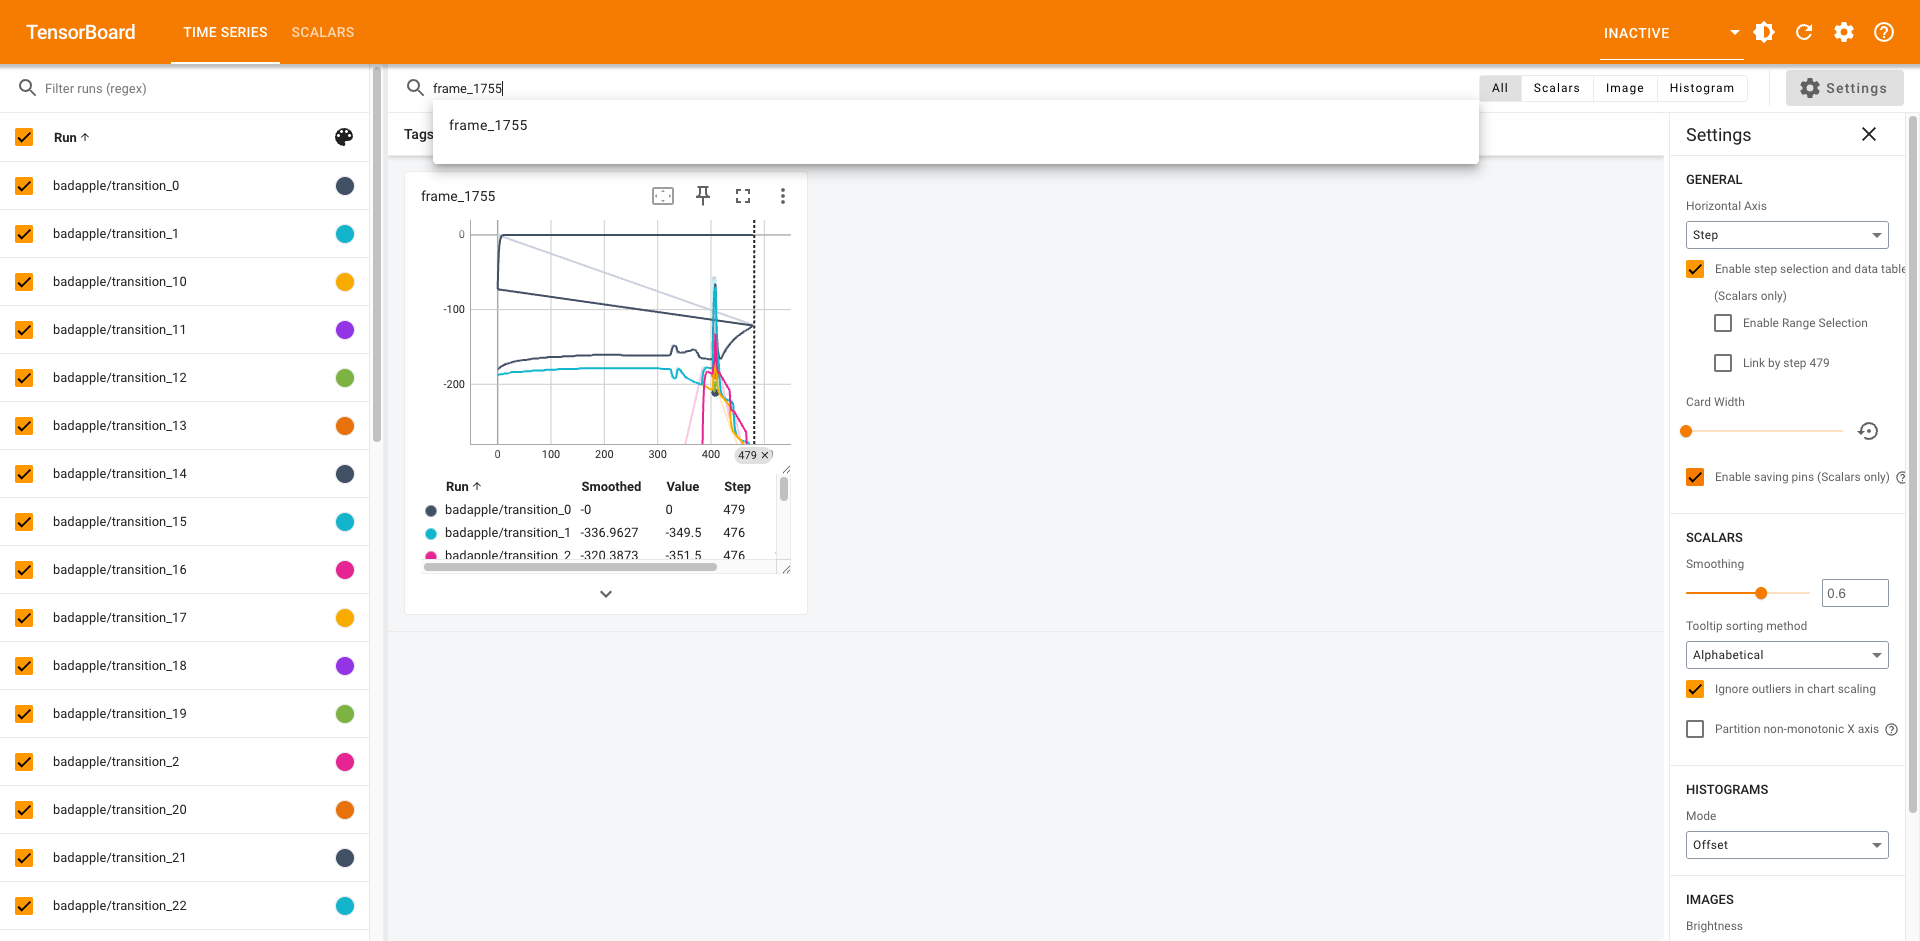 TensorBoard
TIME SERIES
SCALARS
INACTIVE
Filter runs (regex)
Run
badapple/transition_0
badapple/transition_1
badapple/transition_10
badapple/transition_11
badapple/transition_12
badapple/transition_13
badapple/transition_14
badapple/transition_15
badapple/transition_16
badapple/transition_17
badapple/transition_18
badapple/transition_19
badapple/transition_2
badapple/transition_20
badapple/transition_21
badapple/transition_22
frame_1755
All Scalars Image Histogram
Settings
frame_1755
Tags
frame_1755
0
-100
-200
0 100 200 300 400 479
Run Smoothed Value Step
badapple/transition_0 -0 0 479
badapple/transition_1 -336.9627 -349.5 476
badapple/transition_2 -320.3873 -351.5 476
Settings
GENERAL
Horizontal Axis
Step
Enable step selection and data table
(Scalars only)
Enable Range Selection
Link by step 479
Card Width
Enable saving pins (Scalars only)
SCALARS
Smoothing
0.6
Tooltip sorting method
Alphabetical
Ignore outliers in chart scaling
Partition non-monotonic X axis
HISTOGRAMS
Mode
Offset
IMAGES
Brightness